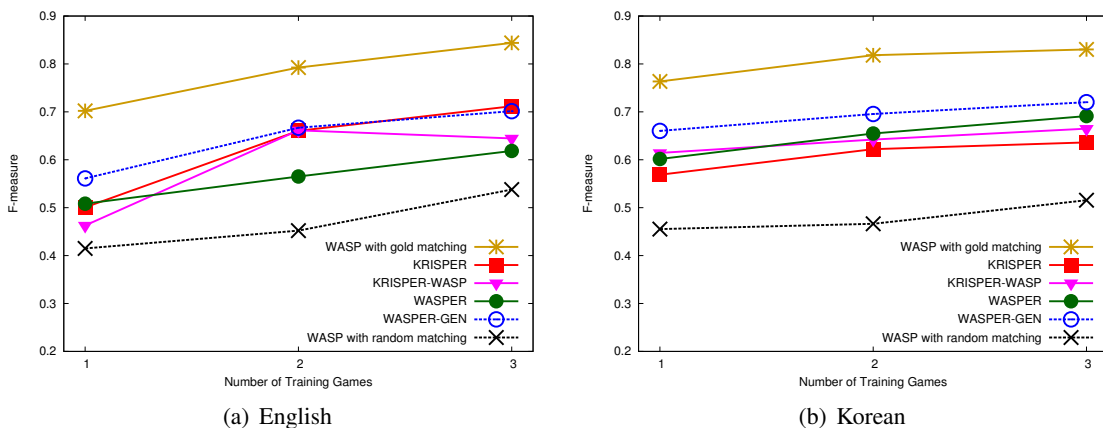 0.9
0.8
0.7
0.6
0.5
0.4
0.3
0.2
F-measure
WASP with gold matching
KRISPER
KRISPER-WASP
WASPER
WASPER-GEN
WASP with random matching
1 2 3
Number of Training Games
(a) English
0.9
0.8
0.7
0.6
0.5
0.4
0.3
0.2
F-measure
WASP with gold matching
KRISPER
KRISPER-WASP
WASPER
WASPER-GEN
WASP with random matching
1 2 3
Number of Training Games
(b) Korean